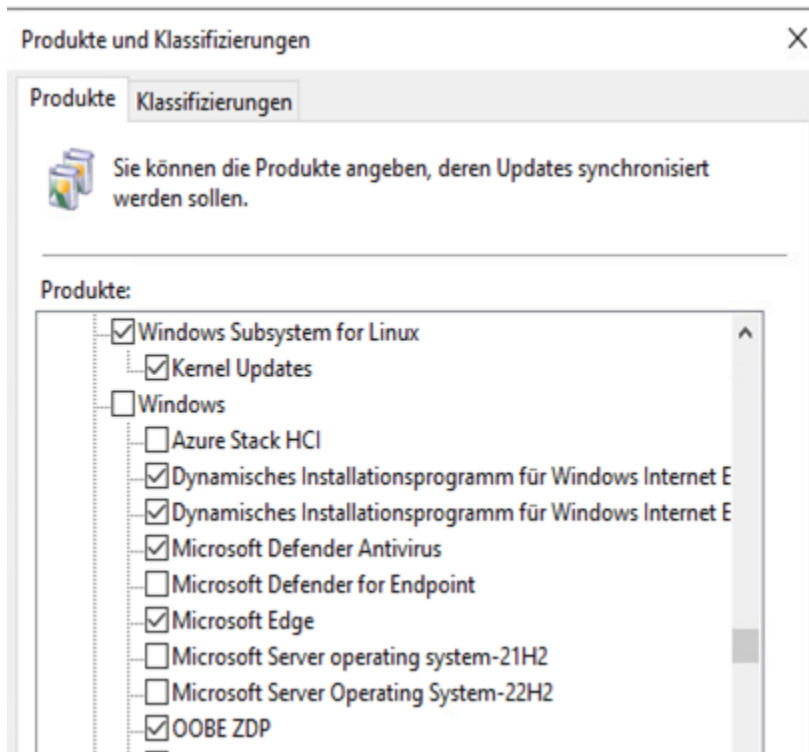 Produkte und Klassifizierungen
Produkte
Klassifizierungen
Sie können die Produkte angeben, deren Updates synchronisiert
werden sollen.
Produkte:
Windows Subsystem for Linux
Kernel Updates
Windows
Azure Stack HCI
Dynamisches Installationsprogramm für Windows Internet E
Dynamisches Installationsprogramm für Windows Internet E
Microsoft Defender Antivirus
Microsoft Defender for Endpoint
Microsoft Edge
Microsoft Server operating system-21H2
Microsoft Server Operating System-22H2
OOBE ZDP